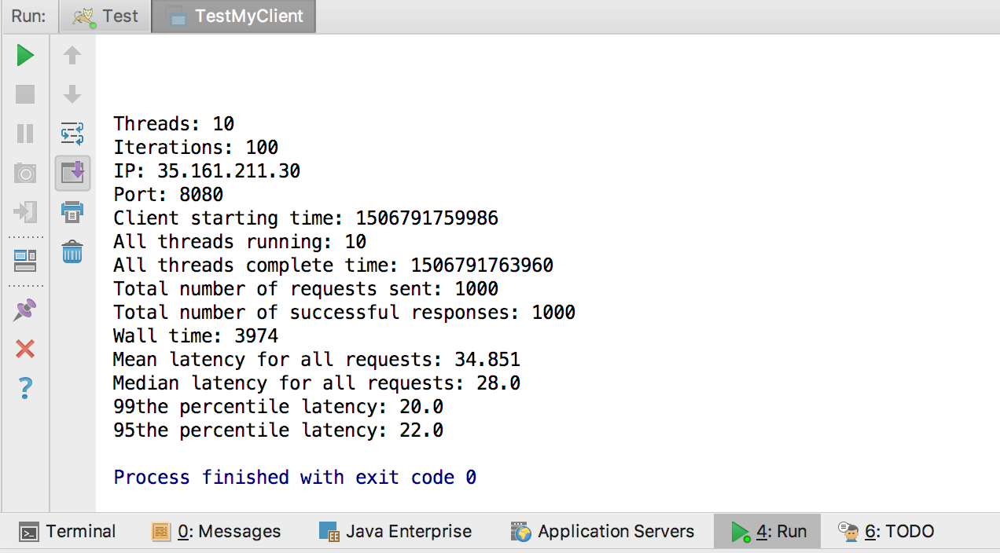 Run: Test TestMyClient
Threads: 10
Iterations: 100
IP: 35.161.211.30
Port: 8080
Client starting time: 1506791759986
All threads running: 10
All threads complete time: 1506791763960
Total number of requests sent: 1000
Total number of successful responses: 1000
Wall time: 3974
Mean latency for all requests: 34.851
Median latency for all requests: 28.0
99the percentile latency: 20.0
95the percentile latency: 22.0
Process finished with exit code 0
Terminal 0: Messages Java Enterprise Application Servers 4: Run 6: TODO